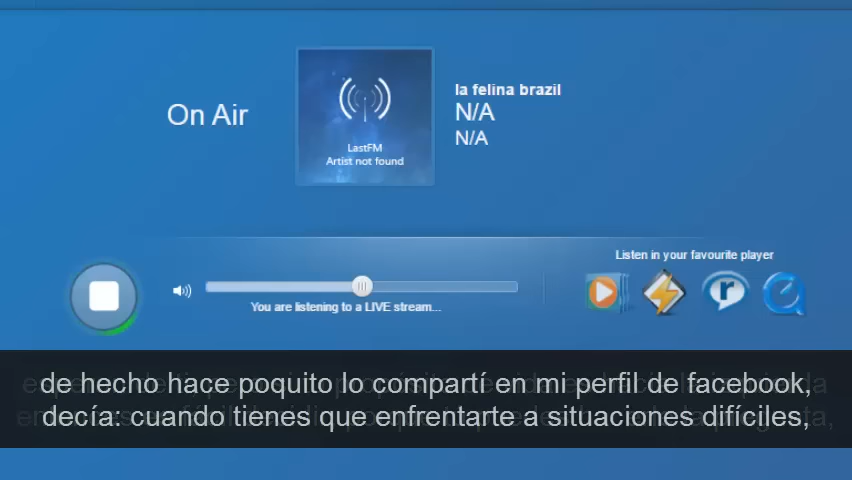 On Air
LastFM
Artist not found
la felina brazil
N/A
N/A
Listen in your favourite player
You are listening to a LIVE stream...
de hecho hace poquito lo compartí en mi perfil de facebook,
decía: cuando tienes que enfrentarte a situaciones difíciles,